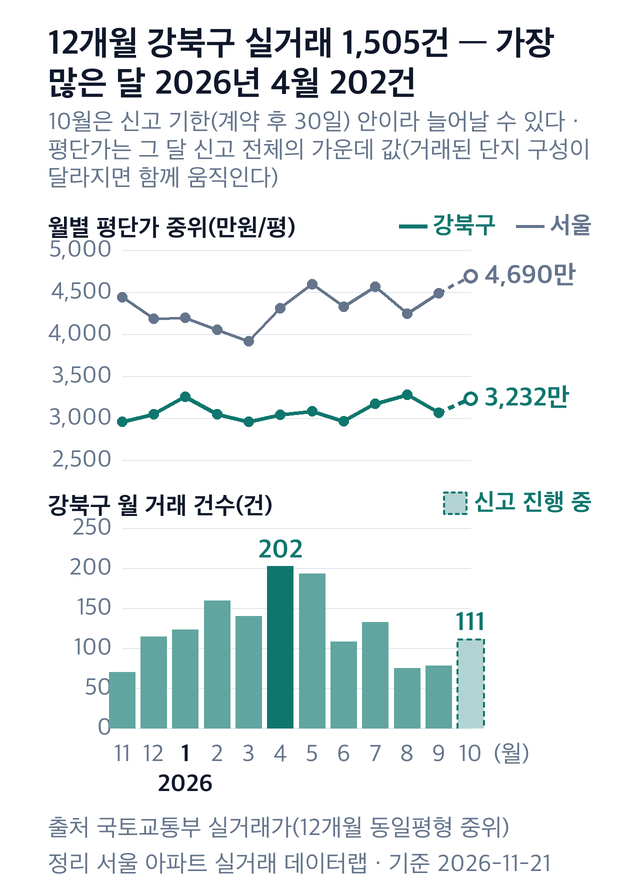 12개월 강북구 실거래 1,505건 — 가장
많은 달 2026년 4월 202건
10월은 신고 기한(계약 후 30일) 안이라 늘어날 수 있다 ·
평단가는 그 달 신고 전체의 가운데 값(거래된 단지 구성이
달라지면 함께 움직인다)
월별 평단가 중위(만원/평)
강북구 서울
5,000
4,500
4,000
3,500
3,000
2,500
4,690만
3,232만
강북구 월 거래 건수(건)
신고 진행 중
250
200
150
100
50
0
202
111
11 12 1 2 3 4 5 6 7 8 9 10 (월)
2026
출처 국토교통부 실거래가(12개월 동일평형 중위)
정리 서울 아파트 실거래 데이터랩 · 기준 2026-11-21